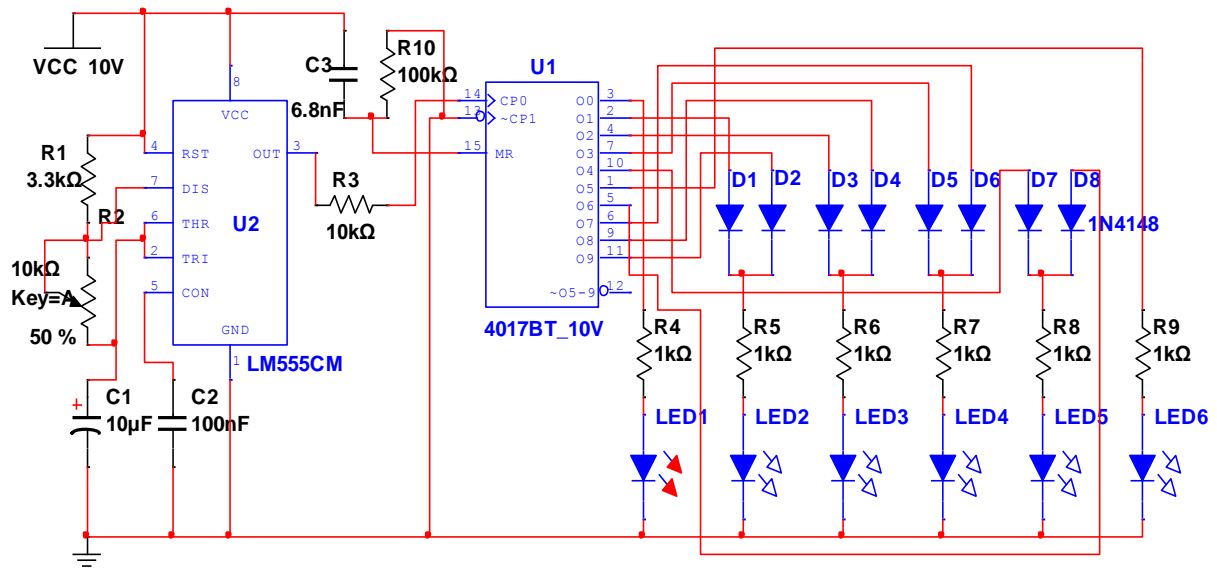 VCC 10V
R1
3.3kΩ
R2
10kΩ
Key=A
50 %
C1
+
10µF
C2
100nF
U2
LM555CM
8
VCC
4
RST
OUT
3
7
DIS
6
THR
2
TRI
5
CON
GND
1
R3
10kΩ
C3
6.8nF
R10
100kΩ
U1
4017BT_10V
14
CP0
13
~CP1
15
MR
O0
3
O1
2
O2
4
O3
7
O4
10
O5
1
O6
5
O7
6
O8
9
O9
11
~O5-9
12
D1
D2
D3
D4
D5
D6
D7
D8
1N4148
R4
1kΩ
R5
1kΩ
R6
1kΩ
R7
1kΩ
R8
1kΩ
R9
1kΩ
LED1
LED2
LED3
LED4
LED5
LED6